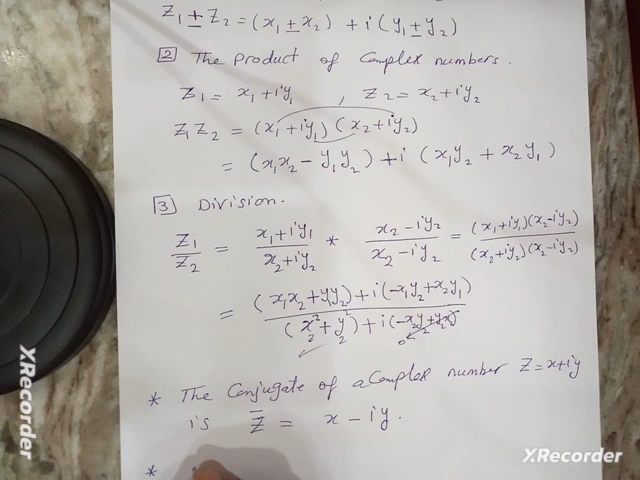 Z₁ ± Z₂ = (x₁ ± x₂) + i (y₁ ± y₂)
[2] The product of Complex numbers.
Z₁ = x₁ + iy₁ , Z₂ = x₂ + iy₂
Z₁Z₂ = (x₁ + iy₁) (x₂ + iy₂)
= (x₁x₂ − y₁y₂) + i (x₁y₂ + x₂y₁)
[3] Division.
Z₁/Z₂ = (x₁ + iy₁)/(x₂ + iy₂) * (x₂ − iy₂)/(x₂ − iy₂) = (x₁ + iy₁)(x₂ − iy₂)/(x₂ + iy₂)(x₂ − iy₂)
= (x₁x₂ + y₁y₂) + i (−x₁y₂ + x₂y₁)/(x₂² + y₂²) + i (−x₂y₂ + y₂x₂) 0
* The Conjugate of a Complex number Z = x + iy
is Z̅ = x − iy.
*
XRecorder
XRecorder